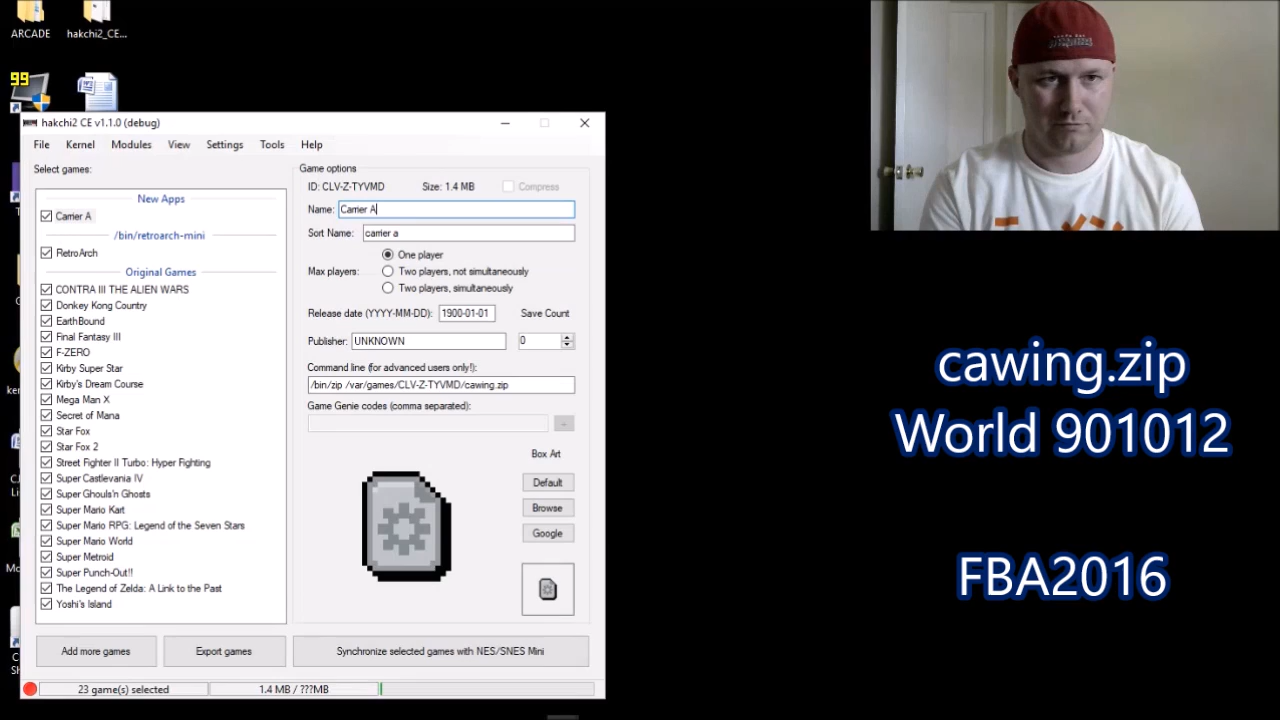 ARCADE
hakchi2_CE...
99
hakchi2 CE v1.1.0 (debug)
File Kernel Modules View Settings Tools Help
Select games:
New Apps
Carrier A
/bin/retroarch-mini
RetroArch
Original Games
CONTRA III THE ALIEN WARS
Donkey Kong Country
EarthBound
Final Fantasy III
F-ZERO
Kirby Super Star
Kirby's Dream Course
Mega Man X
Secret of Mana
Star Fox
Star Fox 2
Street Fighter II Turbo: Hyper Fighting
Super Castlevania IV
Super Ghouls'n Ghosts
Super Mario Kart
Super Mario RPG: Legend of the Seven Stars
Super Mario World
Super Metroid
Super Punch-Out!!
The Legend of Zelda: A Link to the Past
Yoshi's Island
Add more games
Export games
Game options
ID: CLV-Z-TYVMD Size: 1.4 MB Compress
Name: Carrier A
Sort Name: carrier a
One player
Max players: Two players, not simultaneously
Two players, simultaneously
Release date (YYYY-MM-DD): 1900-01-01 Save Count
Publisher: UNKNOWN 0
Command line (for advanced users only!):
/bin/zip /var/games/CLV-Z-TYVMD/cawing.zip
Game Genie codes (comma separated):
+
Box Art
Default
Browse
Google
Synchronize selected games with NES/SNES Mini
23 game(s) selected 1.4 MB / ???MB
cawing.zip
World 901012
FBA2016